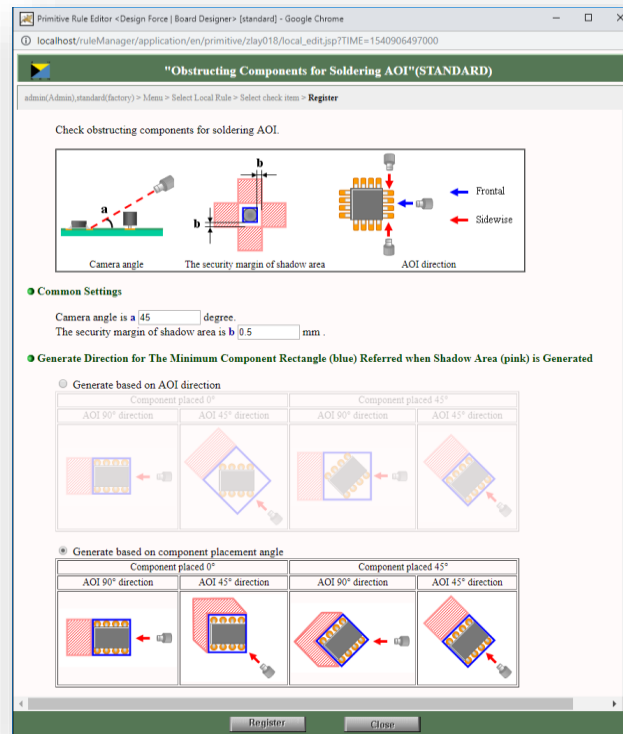 Primitive Rule Editor <Design Force | Board Designer> [standard] - Google Chrome
localhost/ruleManager/application/en/primitive/zlay018/local_edit.jsp?TIME=1540906497000
"Obstructing Components for Soldering AOI"(STANDARD)
admin(Admin),standard(factory) > Menu > Select Local Rule > Select check item > Register
Check obstructing components for soldering AOI.
b
a
b
Frontal
Sidewise
Camera angle The security margin of shadow area AOI direction
Common Settings
Camera angle is a 45 degree.
The security margin of shadow area is b 0.5 mm .
Generate Direction for The Minimum Component Rectangle (blue) Referred when Shadow Area (pink) is Generated
Generate based on AOI direction
Component placed 0° Component placed 45°
AOI 90° direction AOI 45° direction AOI 90° direction AOI 45° direction
Generate based on component placement angle
Component placed 0° Component placed 45°
AOI 90° direction AOI 45° direction AOI 90° direction AOI 45° direction
Register Close